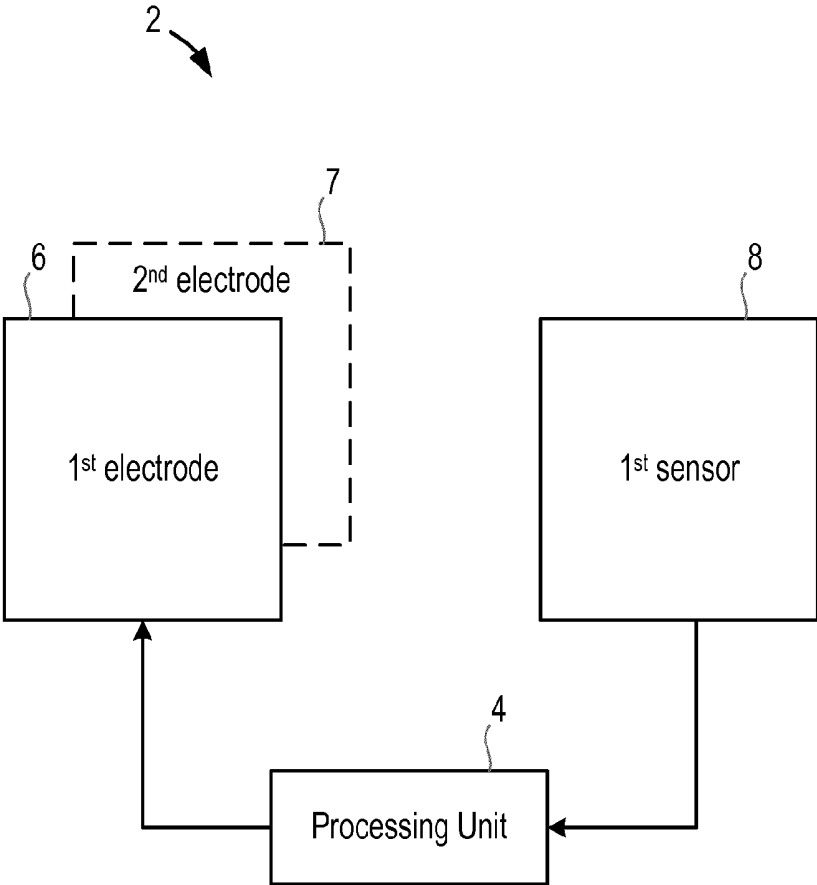 2
7
6
2nd electrode
8
1st electrode
1st sensor
4
Processing Unit